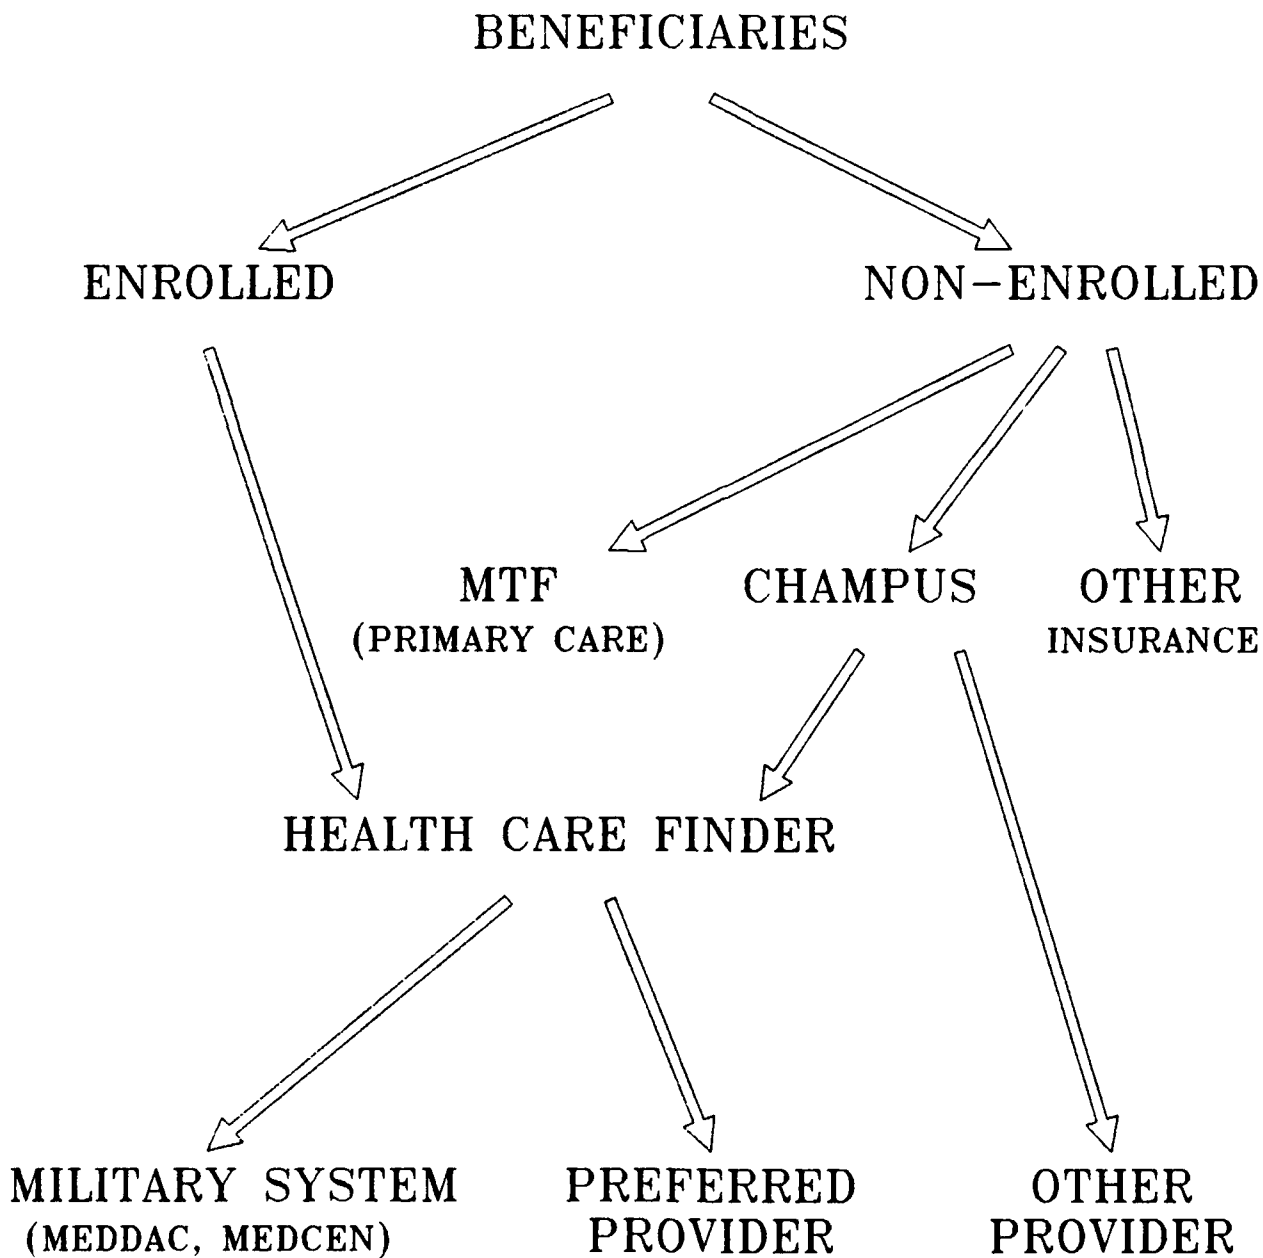 BENEFICIARIES
ENROLLED
NON-ENROLLED
MTF
(PRIMARY CARE)
CHAMPUS
OTHER
INSURANCE
HEALTH CARE FINDER
MILITARY SYSTEM
(MEDDAC, MEDCEN)
PREFERRED
PROVIDER
OTHER
PROVIDER